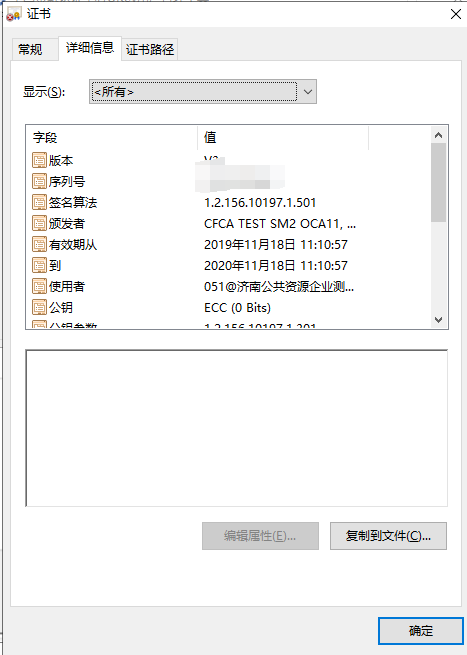 证书
常规 详细信息 证书路径
显示(S): <所有>
字段 值
版本
序列号
签名算法 1.2.156.10197.1.501
颁发者 CFCA TEST SM2 OCA11, ...
有效期从 2019年11月18日 11:10:57
到 2020年11月18日 11:10:57
使用者 051@济南公共资源企业测...
公钥 ECC (0 Bits)
公钥参数 1.2.156.10197.1.301
编辑属性(E)... 复制到文件(C)...
确定